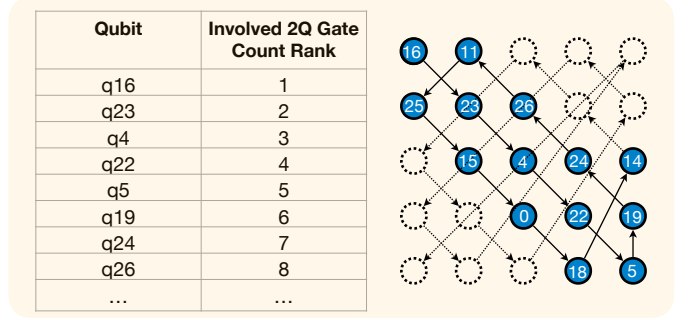 Qubit Involved 2Q Gate
Count Rank
q16 1
q23 2
q4 3
q22 4
q5 5
q19 6
q24 7
q26 8
… …
16 11
25 23 26
15 4 24 14
0 22 19
18 5